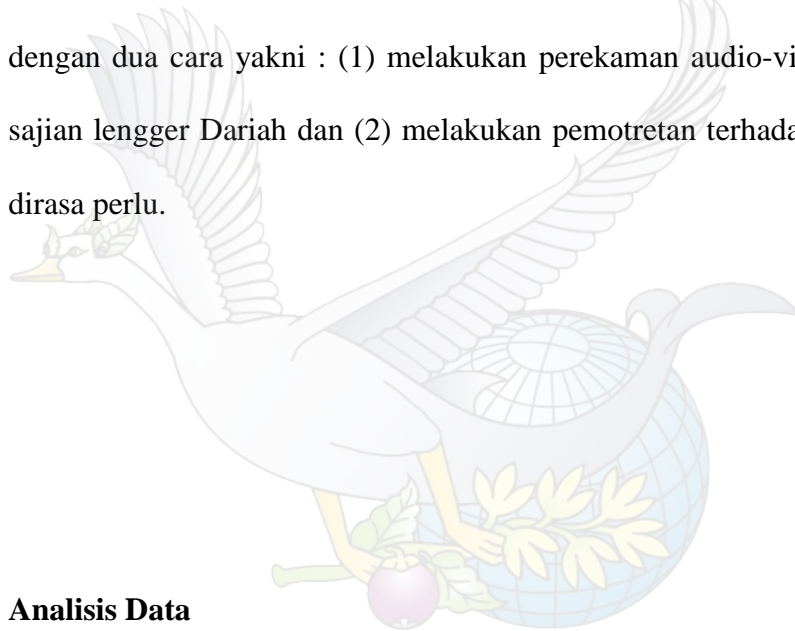 dengan dua cara yakni : (1) melakukan perekaman audio-vi
sajian lengger Dariah dan (2) melakukan pemotretan terhada
dirasa perlu.
Analisis Data